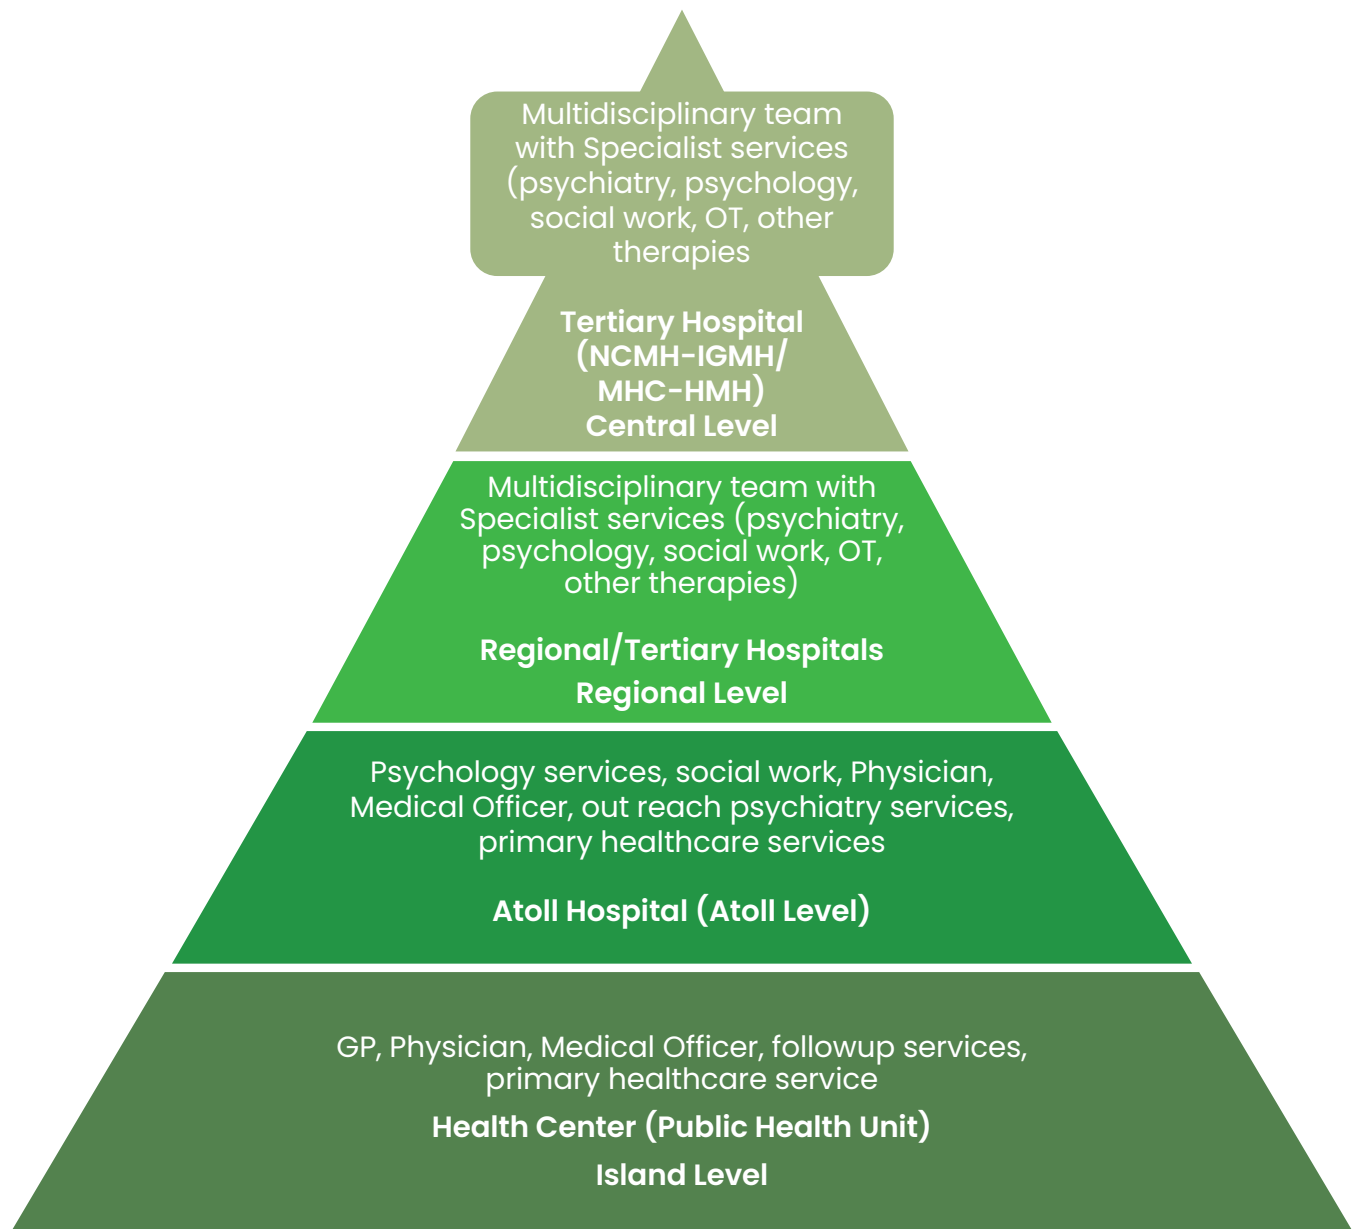 Multidisciplinary team
with Specialist services
(psychiatry, psychology,
social work, OT, other
therapies
Tertiary Hospital
(NCMH-IGMH/
MHC-HMH)
Central Level
Multidisciplinary team with
Specialist services (psychiatry,
psychology, social work, OT,
other therapies)
Regional/Tertiary Hospitals
Regional Level
Psychology services, social work, Physician,
Medical Officer, out reach psychiatry services,
primary healthcare services
Atoll Hospital (Atoll Level)
GP, Physician, Medical Officer, followup services,
primary healthcare service
Health Center (Public Health Unit)
Island Level